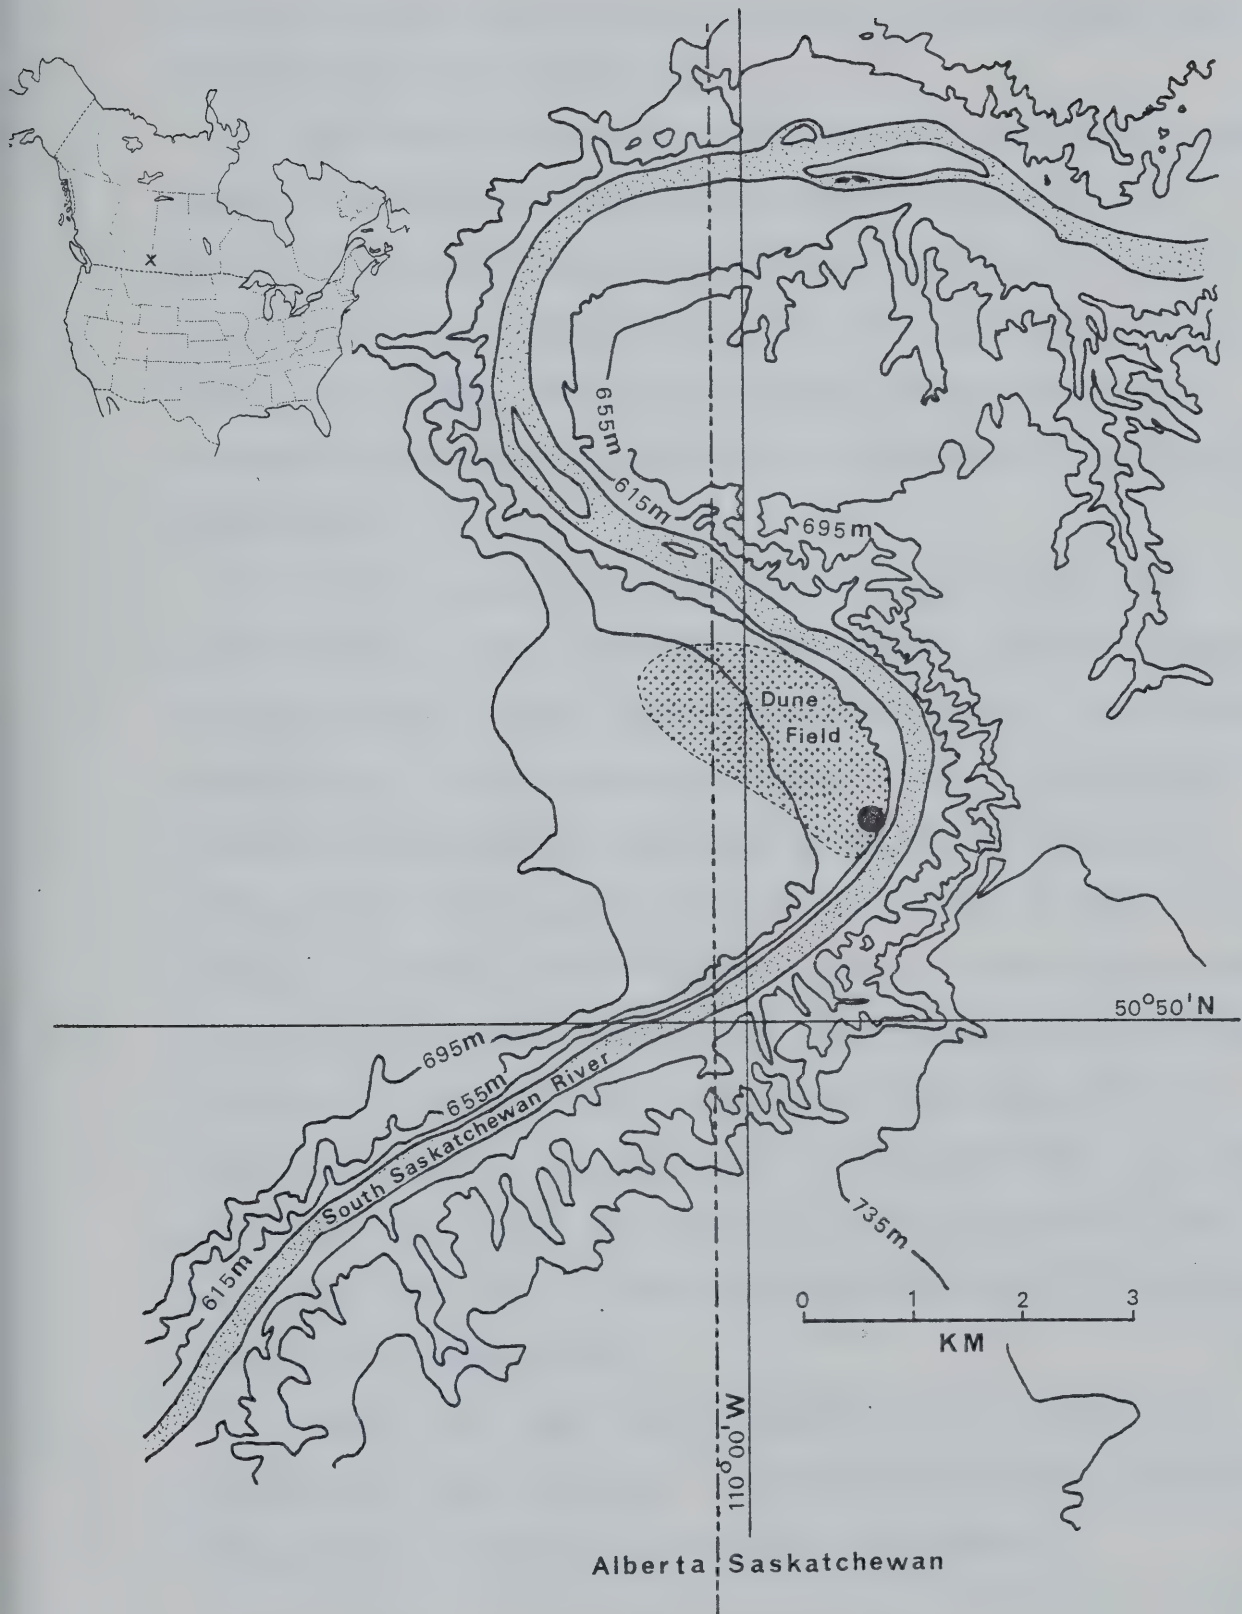 x
655m
615m
695m
Dune
Field
50°50'N
695m
655m
South Saskatchewan River
615m
735m
0 1 2 3
KM
110°00'W
Alberta Saskatchewan